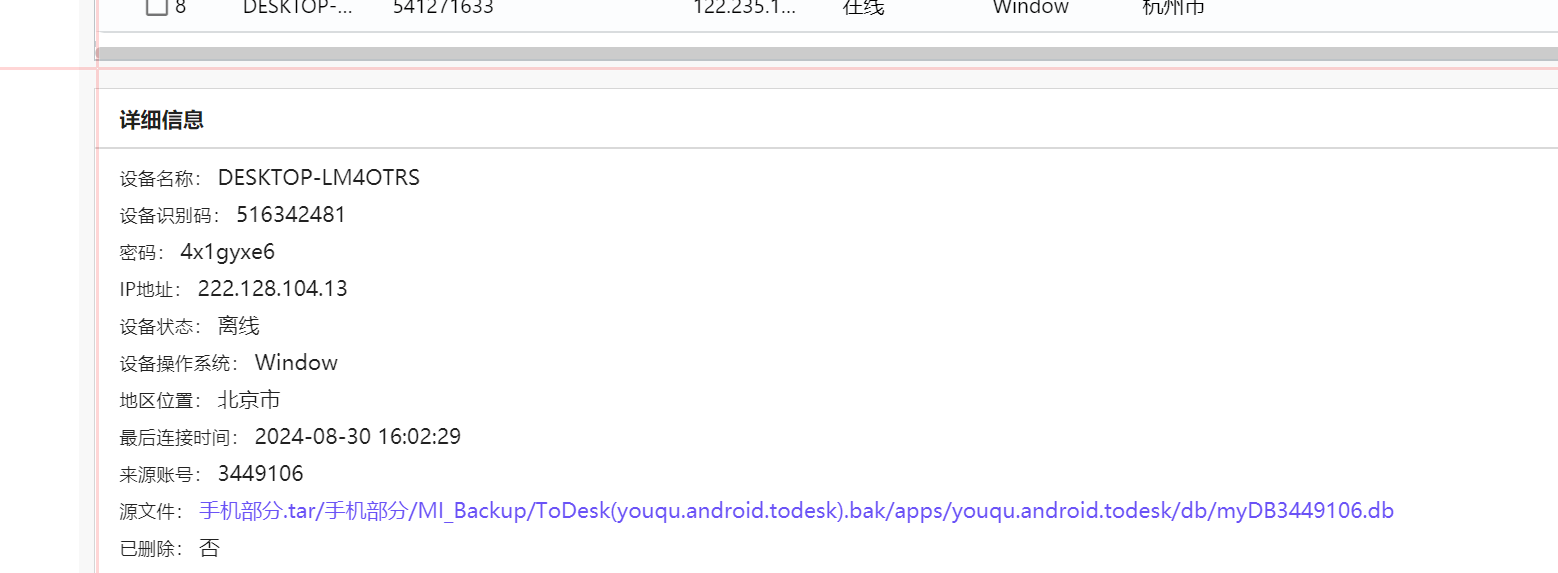 8 DESKTOP-... 541271633 122.235.1... 在线 Window 杭州市
详细信息
设备名称： DESKTOP-LM4OTRS
设备识别码： 516342481
密码： 4x1gyxe6
IP地址： 222.128.104.13
设备状态： 离线
设备操作系统： Window
地区位置： 北京市
最后连接时间： 2024-08-30 16:02:29
来源账号： 3449106
源文件： 手机部分.tar/手机部分/MI_Backup/ToDesk(youqu.android.todesk).bak/apps/youqu.android.todesk/db/myDB3449106.db
已删除： 否